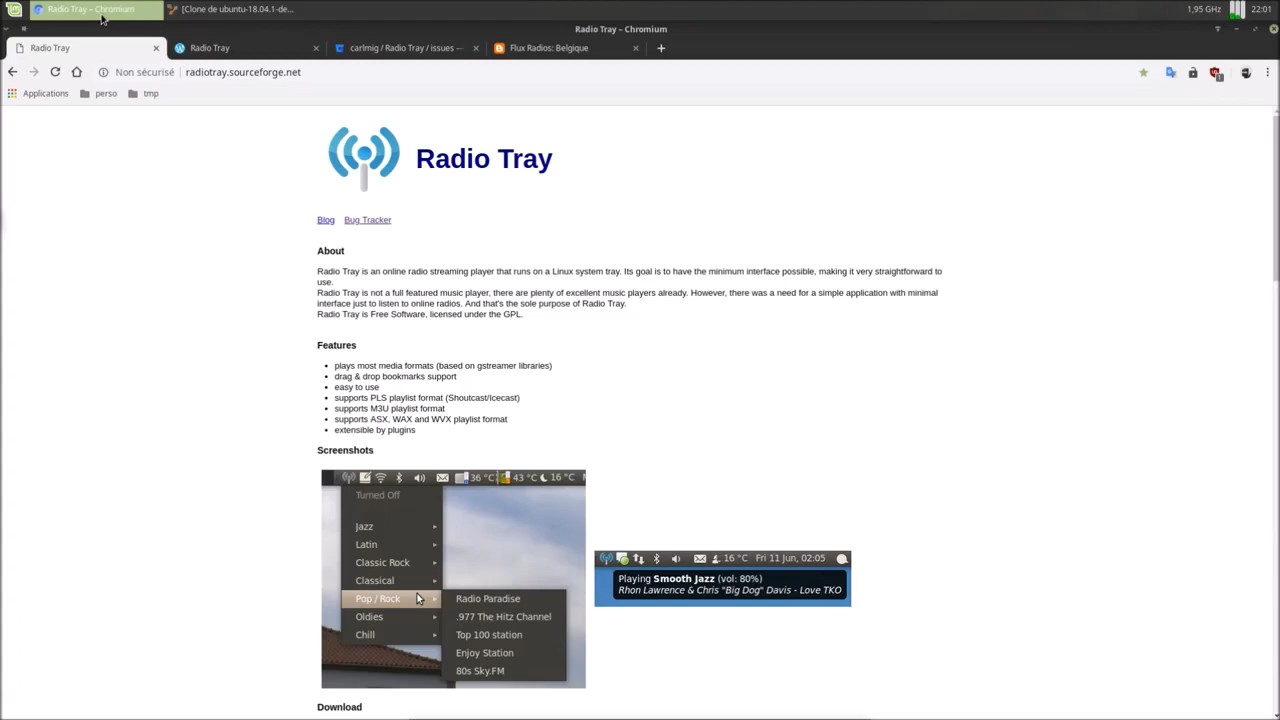 Radio Tray – Chromium
[Clone de ubuntu-18.04.1-de...
1,95 GHz
22:01
Radio Tray – Chromium
Radio Tray
Radio Tray
carlmig / Radio Tray / issues —
Flux Radios: Belgique
Non sécurisé
radiotray.sourceforge.net
Applications
perso
tmp
Radio Tray
Blog
Bug Tracker
About
Radio Tray is an online radio streaming player that runs on a Linux system tray. Its goal is to have the minimum interface possible, making it very straightforward to
use.
Radio Tray is not a full featured music player, there are plenty of excellent music players already. However, there was a need for a simple application with minimal
interface just to listen to online radios. And that's the sole purpose of Radio Tray.
Radio Tray is Free Software, licensed under the GPL.
Features
plays most media formats (based on gstreamer libraries)
drag & drop bookmarks support
easy to use
supports PLS playlist format (Shoutcast/Icecast)
supports M3U playlist format
supports ASX, WAX and WVX playlist format
extensible by plugins
Screenshots
36 °C
43 °C
16 °C
Turned Off
Jazz
Latin
Classic Rock
Classical
Pop / Rock
Oldies
Chill
Radio Paradise
.977 The Hitz Channel
Top 100 station
Enjoy Station
80s Sky.FM
16 °C
Fri 11 Jun, 02:05
Playing Smooth Jazz (vol: 80%)
Rhon Lawrence & Chris "Big Dog" Davis - Love TKO
Download